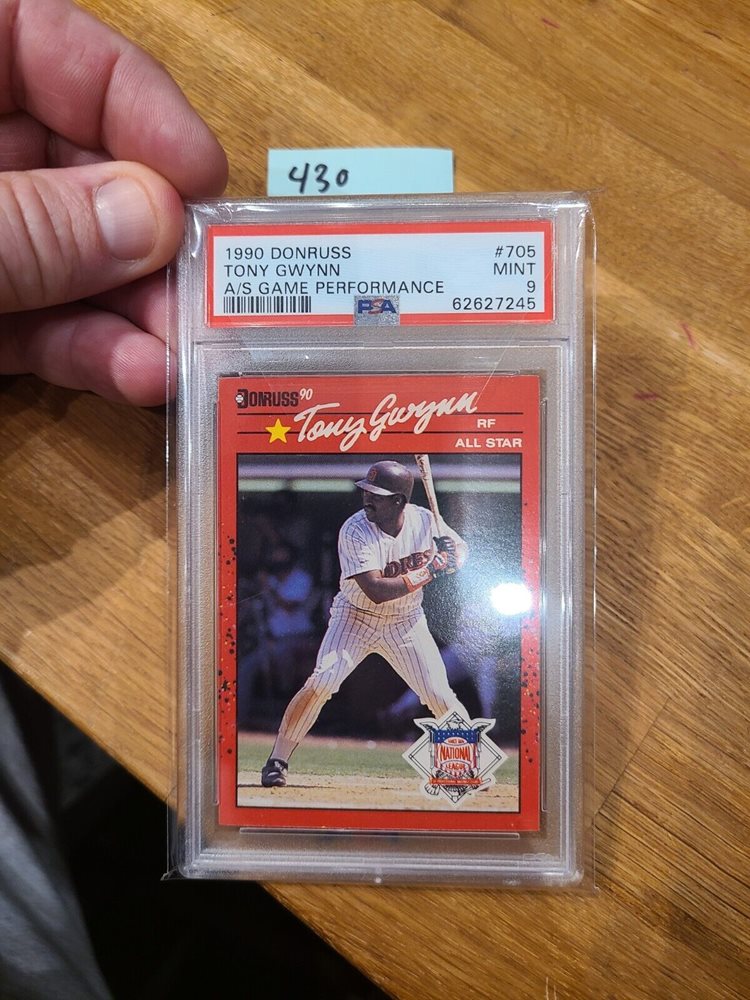 430
1990 DONRUSS #705
TONY GWYNN MINT
A/S GAME PERFORMANCE 9
PSA 62627245
DONRUSS 90
Tony Gwynn RF
ALL STAR
DRES
NATIONAL
LEAGUE